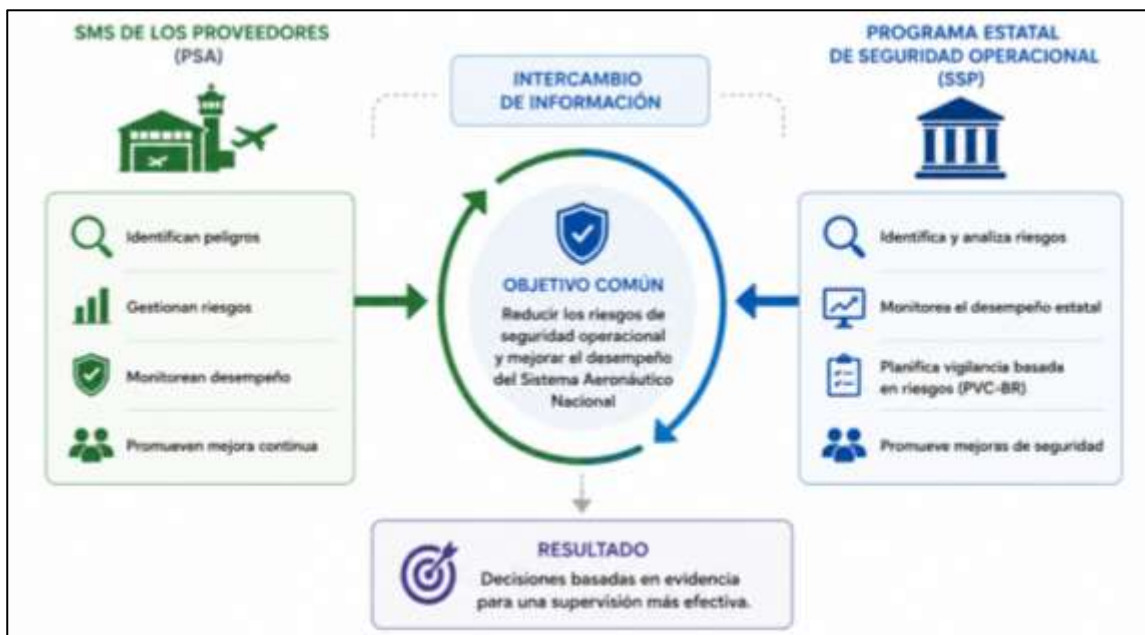 SMS DE LOS PROVEEDORES
(PSA)
Identifican peligros
Gestionan riesgos
Monitorean desempeño
Promueven mejora continua
INTERCAMBIO
DE INFORMACIÓN
OBJETIVO COMÚN
Reducir los riesgos de
seguridad operacional
y mejorar el desempeño
del Sistema Aeronáutico
Nacional
PROGRAMA ESTATAL
DE SEGURIDAD OPERACIONAL
(SSP)
Identifica y analiza riesgos
Monitorea el desempeño estatal
Planifica vigilancia basada
en riesgos (PVC-BR)
Promueve mejoras de seguridad
RESULTADO
Decisiones basadas en evidencia
para una supervisión más efectiva.